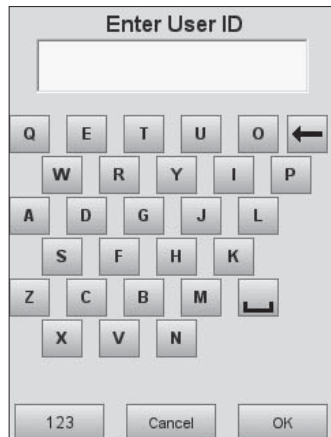 Enter User ID
Q E T U O
W R Y I P
A D G J L
S F H K
Z C B M
X V N
123 Cancel OK